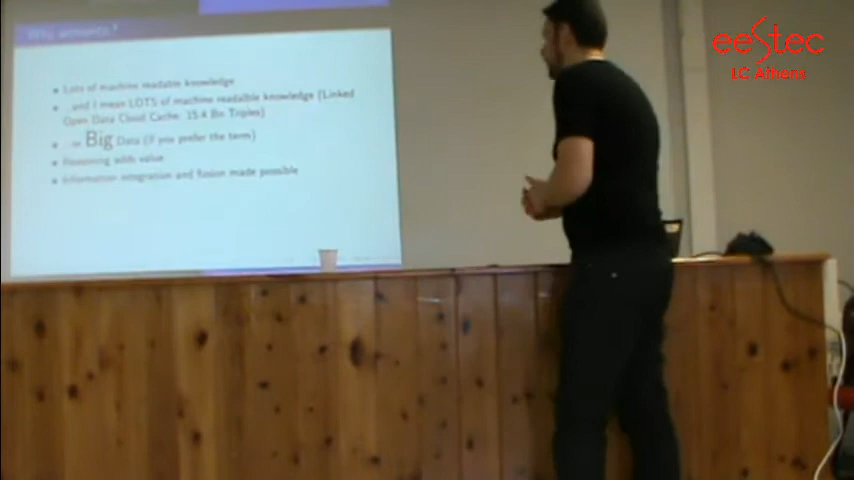 Why
Lots of machine readable knowledge
and I mean LOTS of machine readable knowledge (Linked
Open Data Cloud Cache, 15.4 Bn Triples)
or Big Data (if you prefer the term)
Reasoning adds value
Information integration and fusion made possible
eeStec
LC Athens